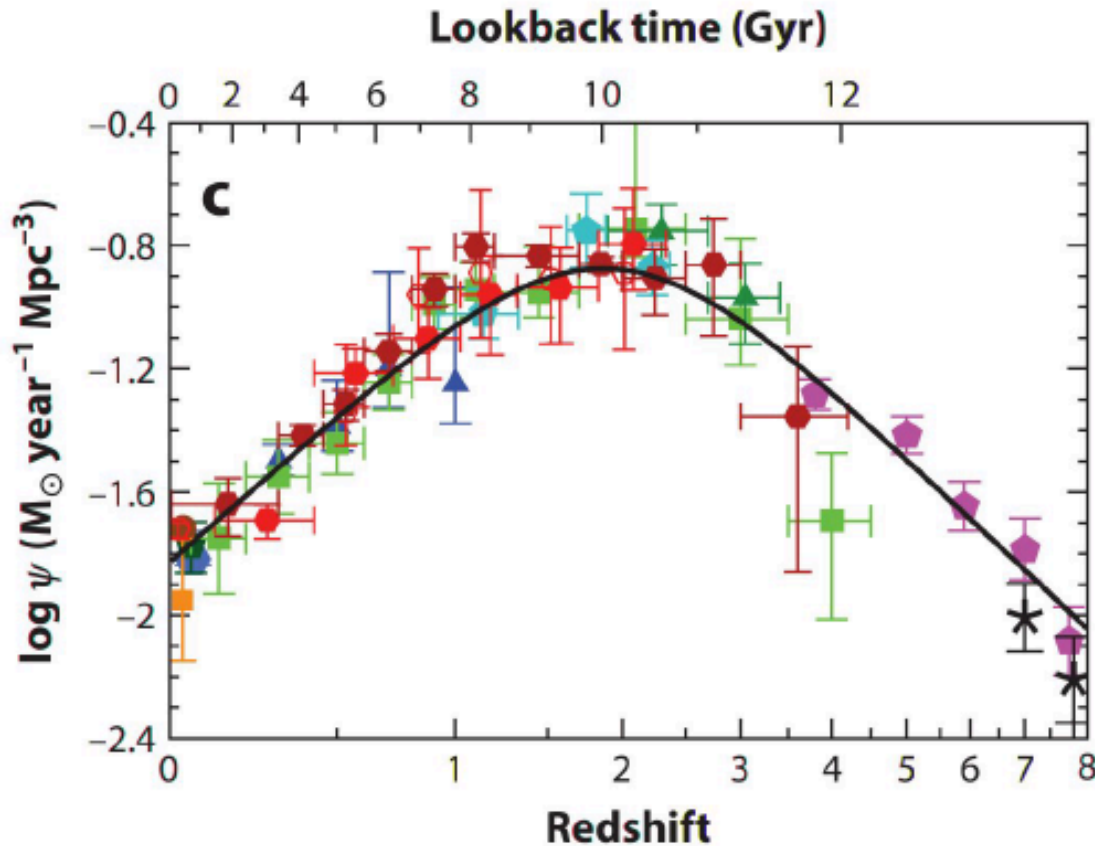 Lookback time (Gyr)
0 2 4 6 8 10 12
−0.4
c
−0.8
−1.2
−1.6
−2
−2.4
log ψ (M⊙ year−1 Mpc−3)
0 1 2 3 4 5 6 7 8
Redshift